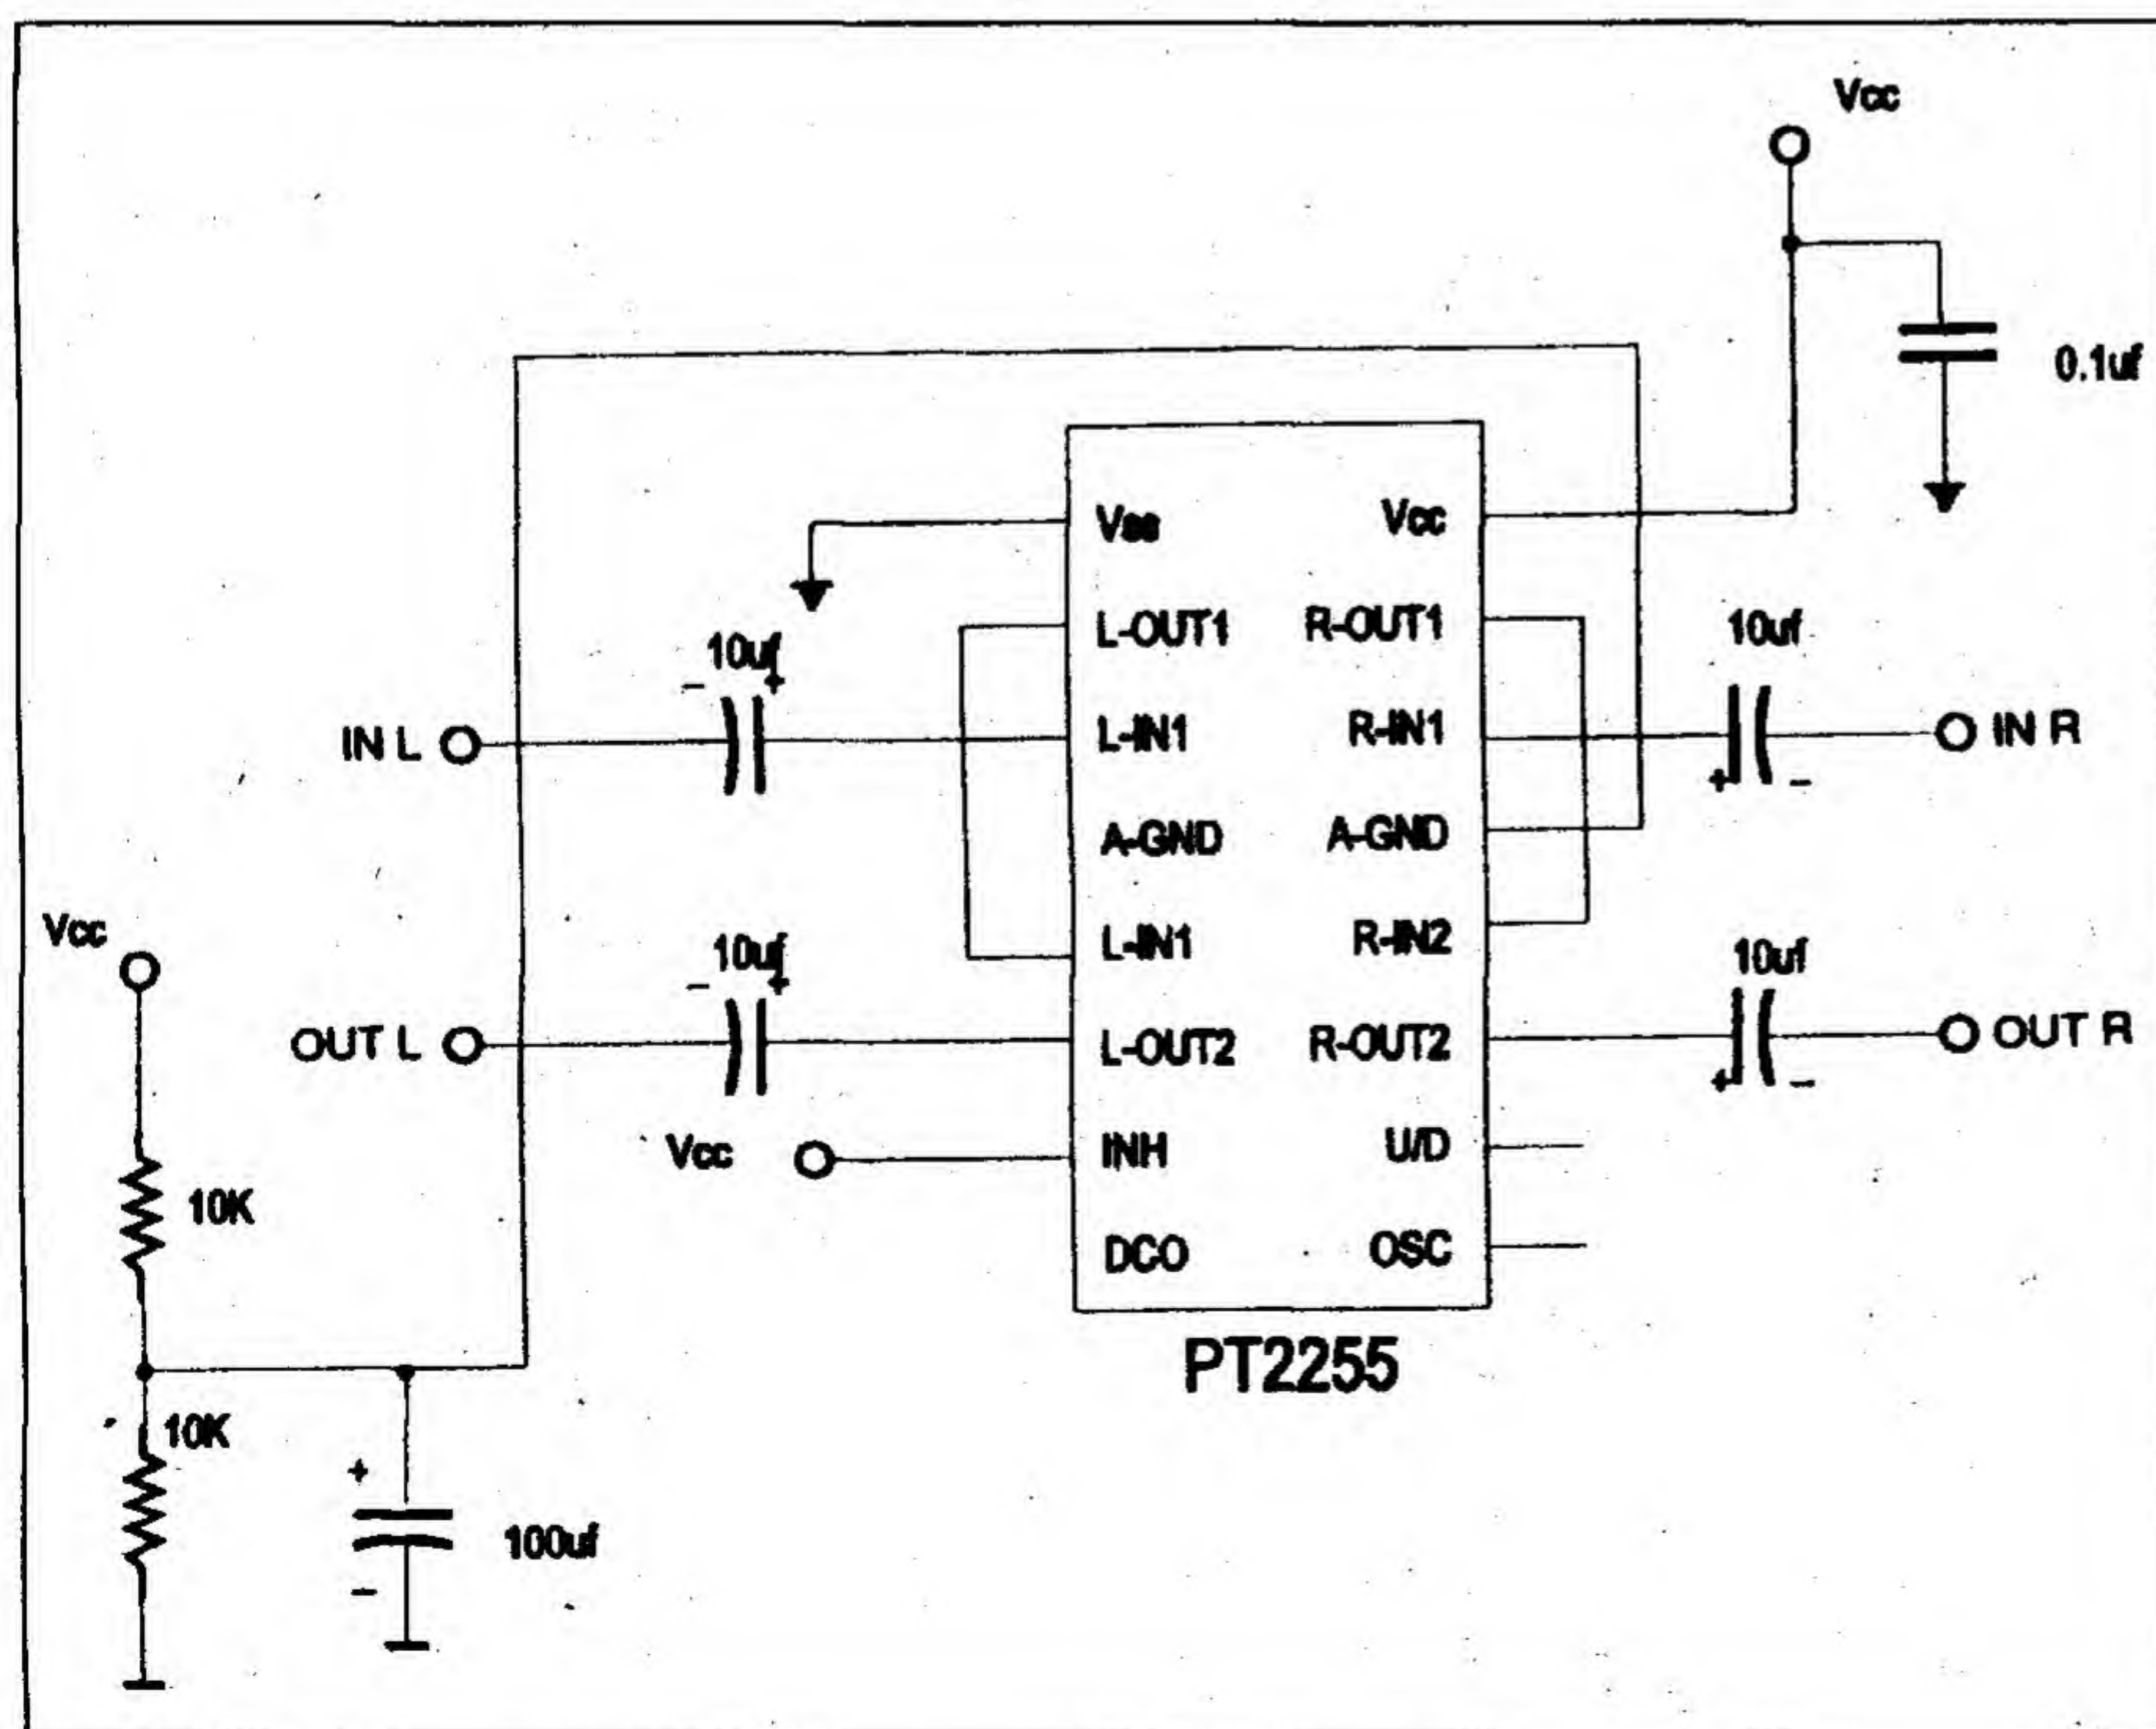 Vcc
0.1uf
Vss
Vcc
L-OUT1
R-OUT1
10uf
10uf
- +
IN L
L-IN1
R-IN1
IN R
+ -
A-GND
A-GND
Vcc
L-IN1
R-IN2
10uf
10uf
- +
OUT L
L-OUT2
R-OUT2
OUT R
+ -
Vcc
INH
U/D
10K
DCO
OSC
PT2255
10K
+
100uf
-